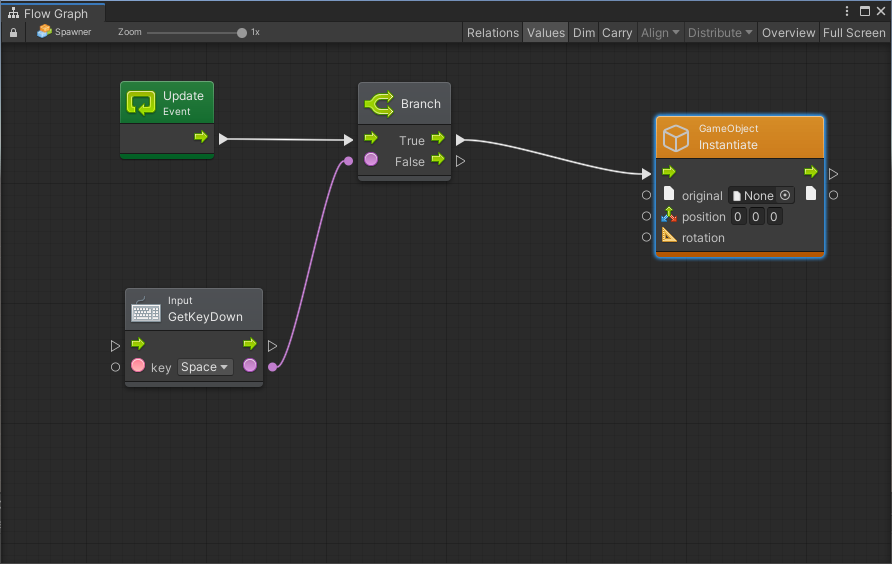 Flow Graph
Spawner Zoom 1x Relations Values Dim Carry Align Distribute Overview Full Screen
Update
Event
Branch
True
False
GameObject
Instantiate
original None
position 0 0 0
rotation
Input
GetKeyDown
key Space